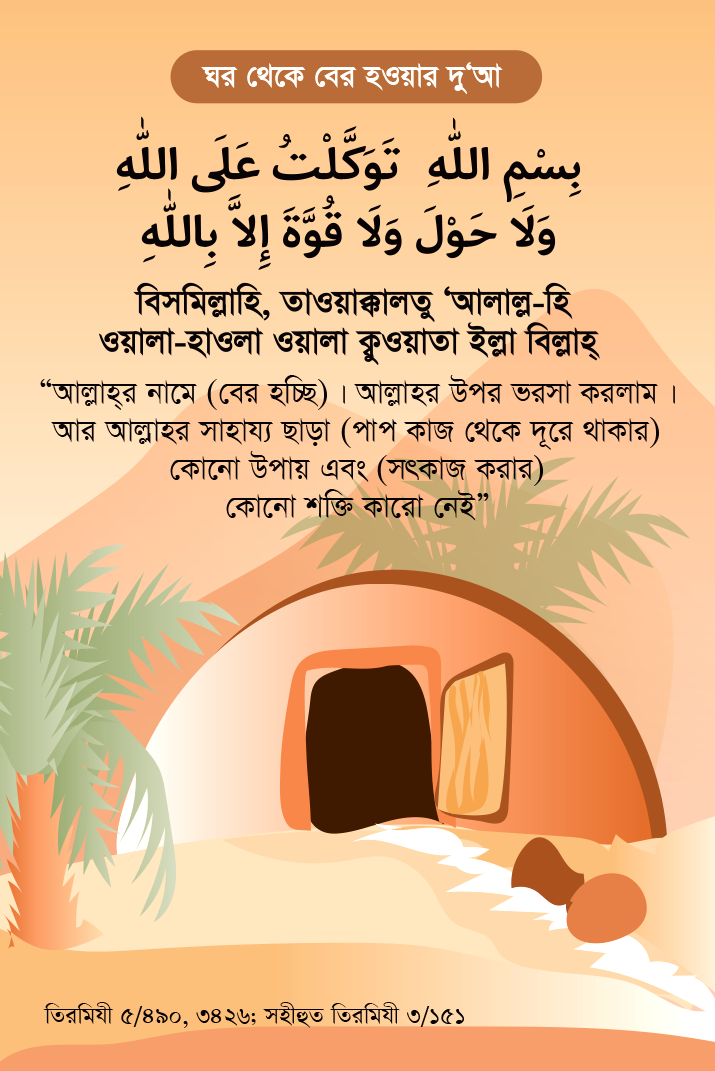 ঘর থেকে বের হওয়ার দু‘আ
بِسْمِ اللّٰهِ تَوَكَّلْتُ عَلَى اللّٰهِ
وَلَا حَوْلَ وَلَا قُوَّةَ إِلاَّ بِاللّٰهِ
বিসমিল্লাহি, তাওয়াক্কালতু ‘আলাল্ল-হি
ওয়ালা-হাওলা ওয়ালা ক্বুওয়াতা ইল্লা বিল্লাহ্
“আল্লাহ্‌র নামে (বের হচ্ছি)। আল্লাহর উপর ভরসা করলাম।
আর আল্লাহর সাহায্য ছাড়া (পাপ কাজ থেকে দূরে থাকার)
কোনো উপায় এবং (সৎকাজ করার)
কোনো শক্তি কারো নেই”
তিরমিযী ৫/৪৯০, ৩৪২৬; সহীহুত তিরমিযী ৩/১৫১